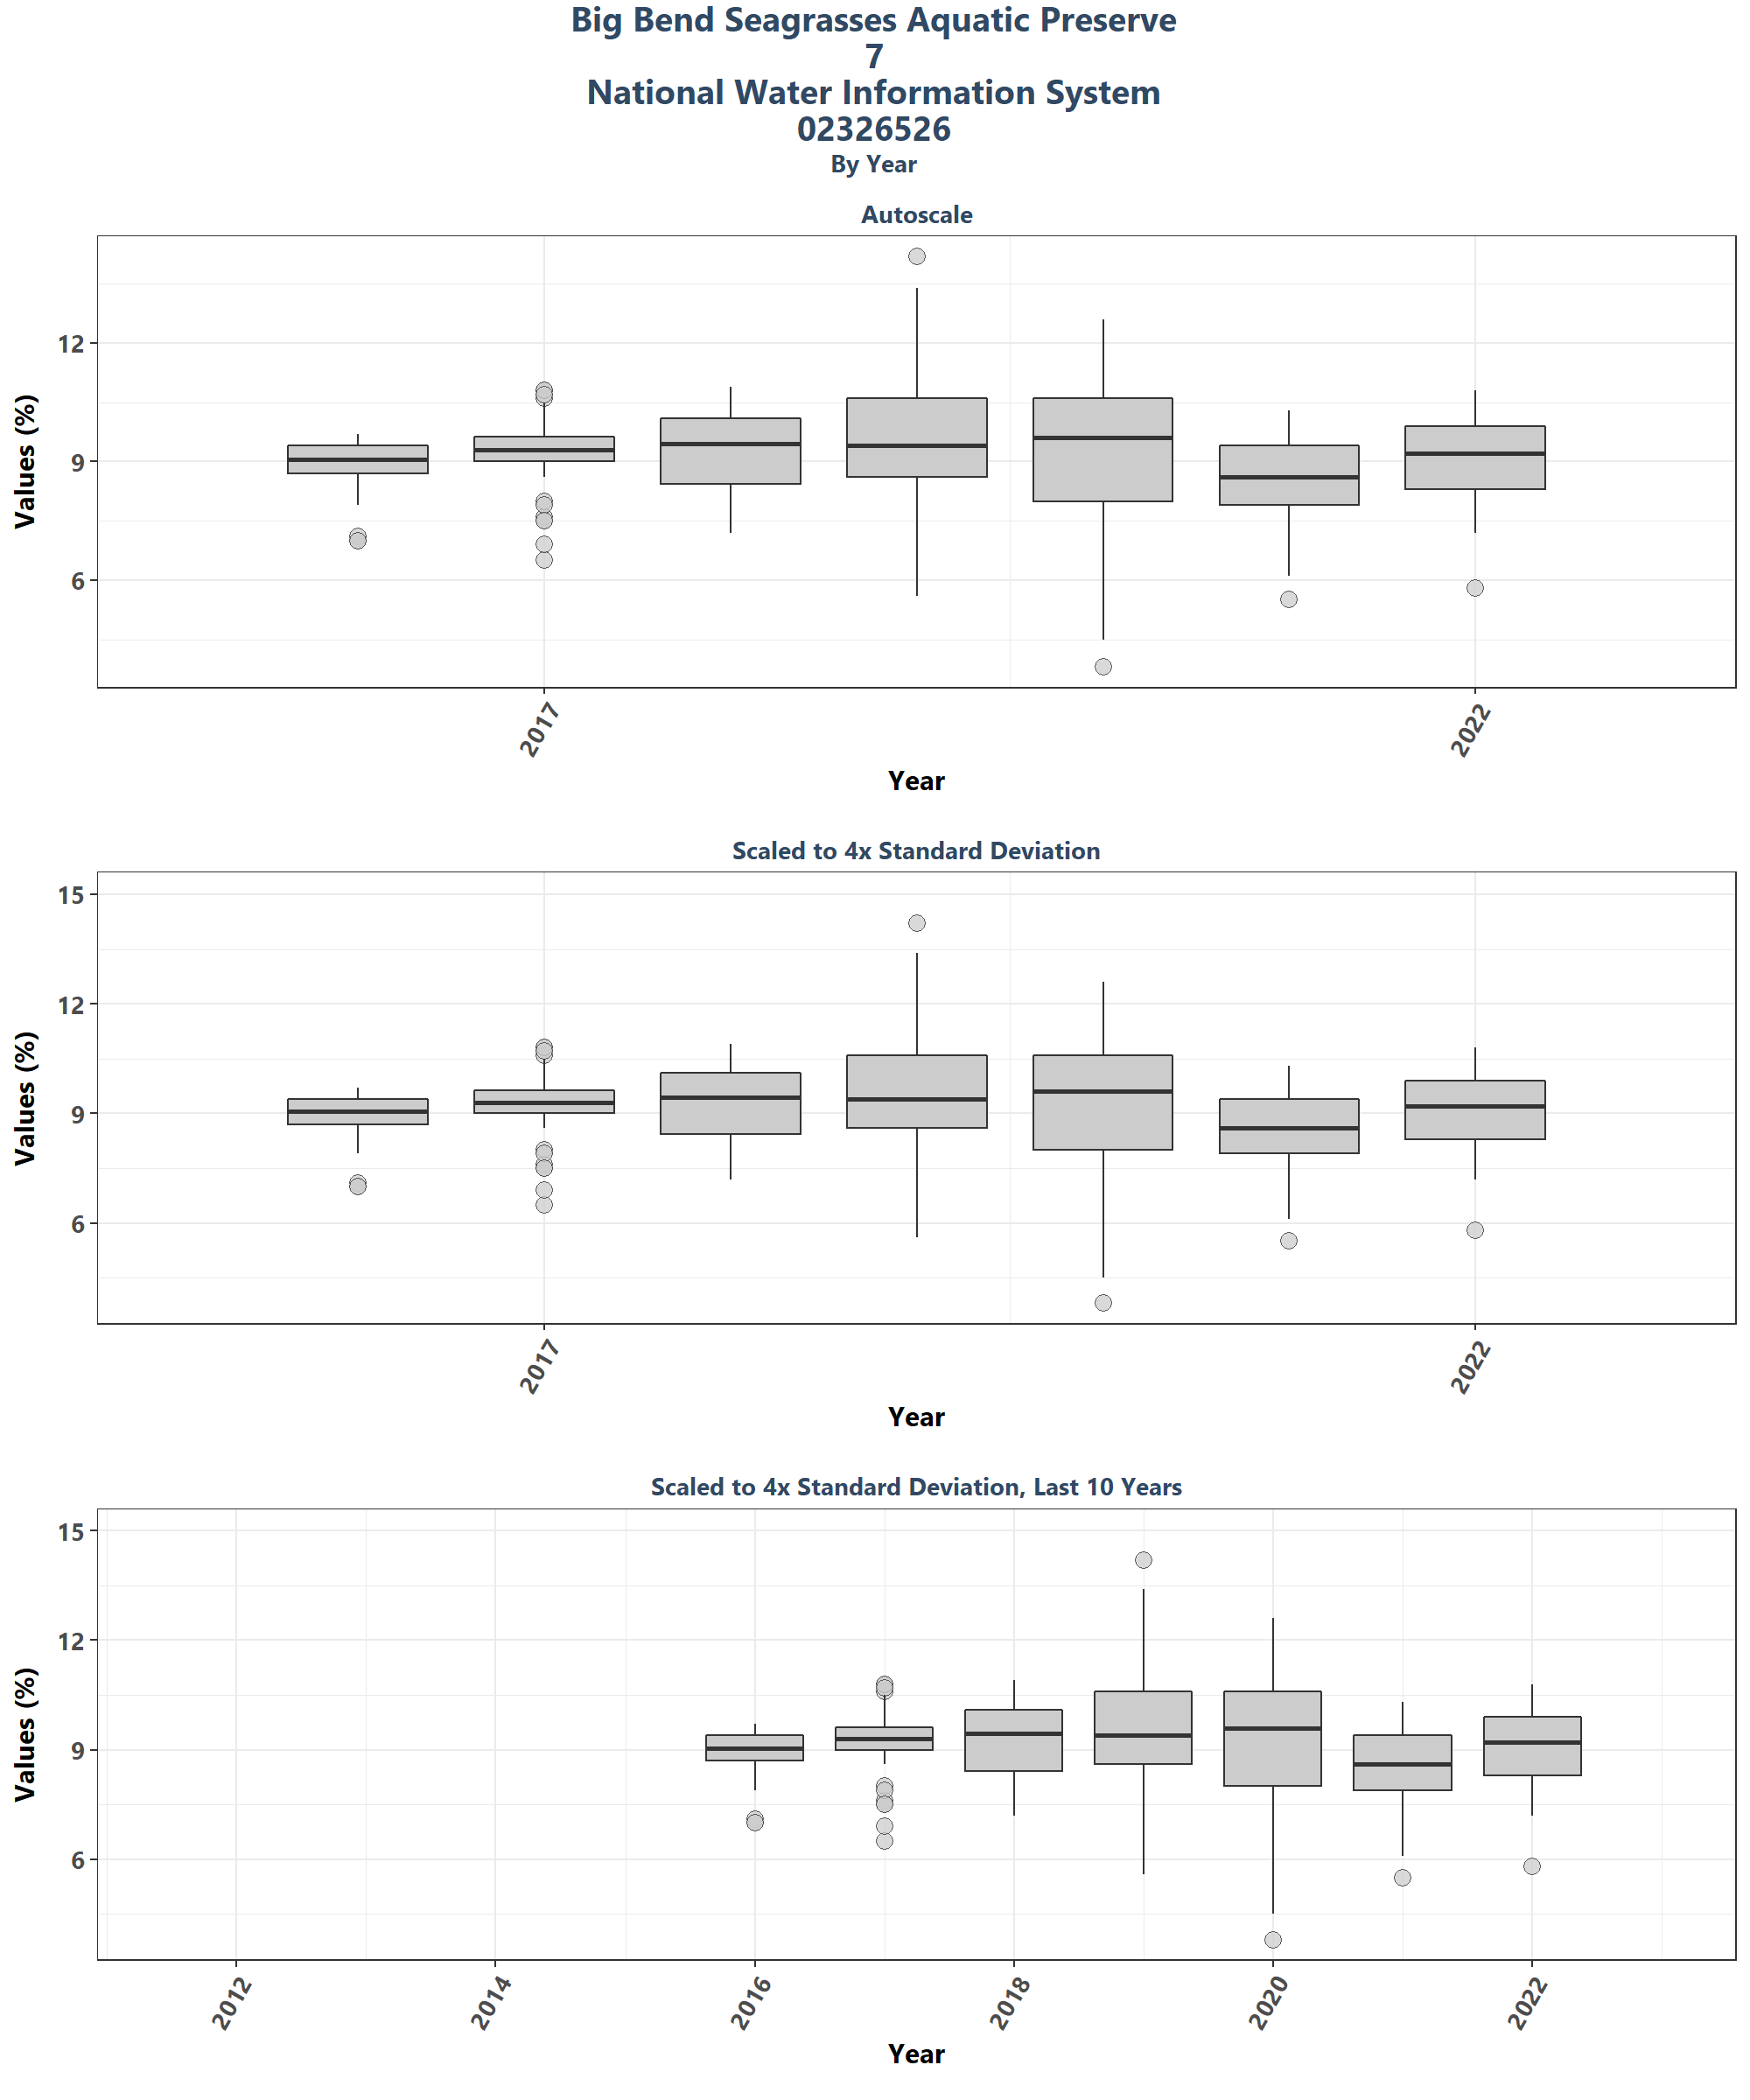 Big Bend Seagrasses Aquatic Preserve
7
National Water Information System
02326526
By Year
Autoscale
Values (%)
12
9
6
2017
2022
Year
Scaled to 4x Standard Deviation
Values (%)
15
12
9
6
2017
2022
Year
Scaled to 4x Standard Deviation, Last 10 Years
Values (%)
15
12
9
6
2012
2014
2016
2018
2020
2022
Year